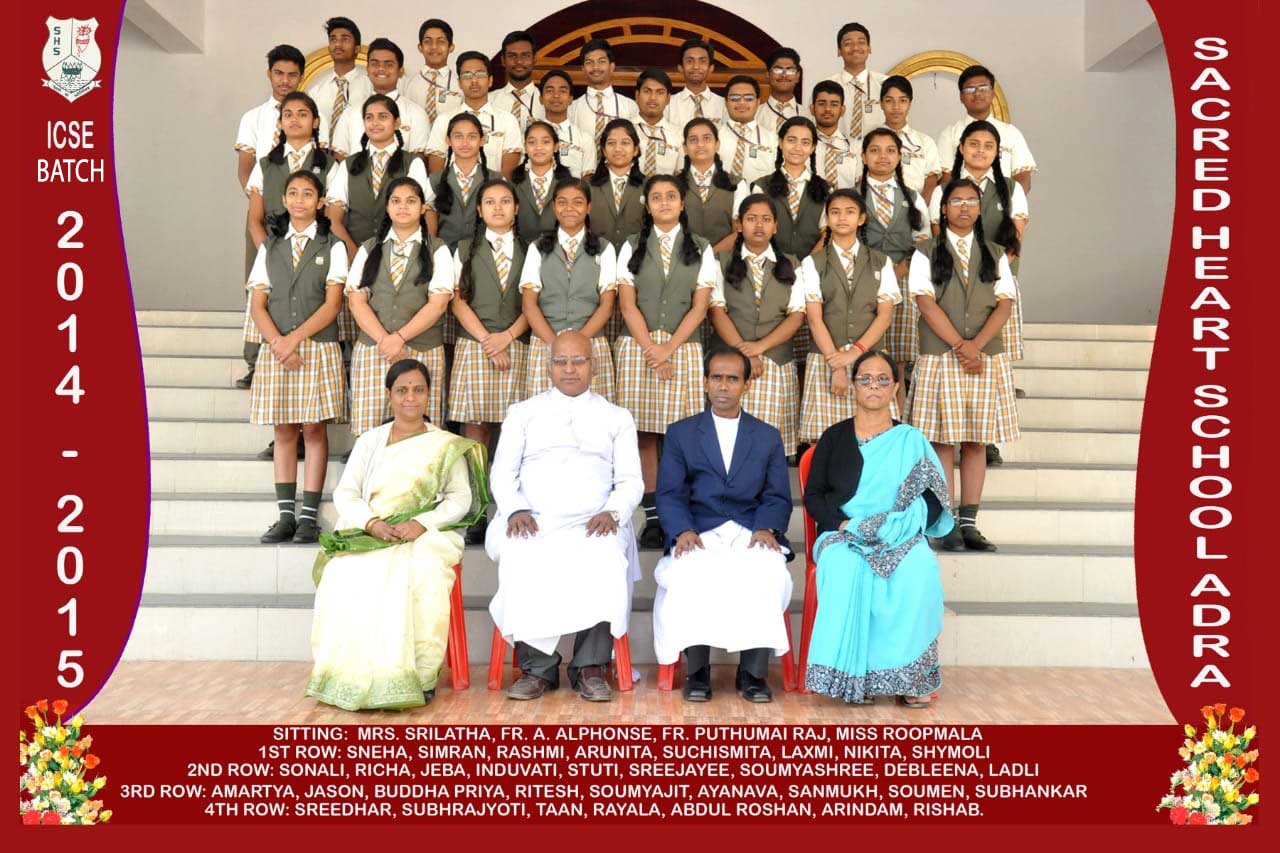 SHS
ICSE
BATCH
2014 - 2015
SACRED HEART SCHOOL ADRA
SITTING: MRS. SRILATHA, FR. A. ALPHONSE, FR. PUTHUMAI RAJ, MISS ROOPMALA
1ST ROW: SNEHA, SIMRAN, RASHMI, ARUNITA, SUCHISMITA, LAXMI, NIKITA, SHYMOLI
2ND ROW: SONALI, RICHA, JEBA, INDUVATI, STUTI, SREEJAYEE, SOUMYASHREE, DEBLEENA, LADLI
3RD ROW: AMARTYA, JASON, BUDDHA PRIYA, RITESH, SOUMYAJIT, AYANAVA, SANMUKH, SOUMEN, SUBHANKAR
4TH ROW: SREEDHAR, SUBHRAJYOTI, TAAN, RAYALA, ABDUL ROSHAN, ARINDAM, RISHAB.